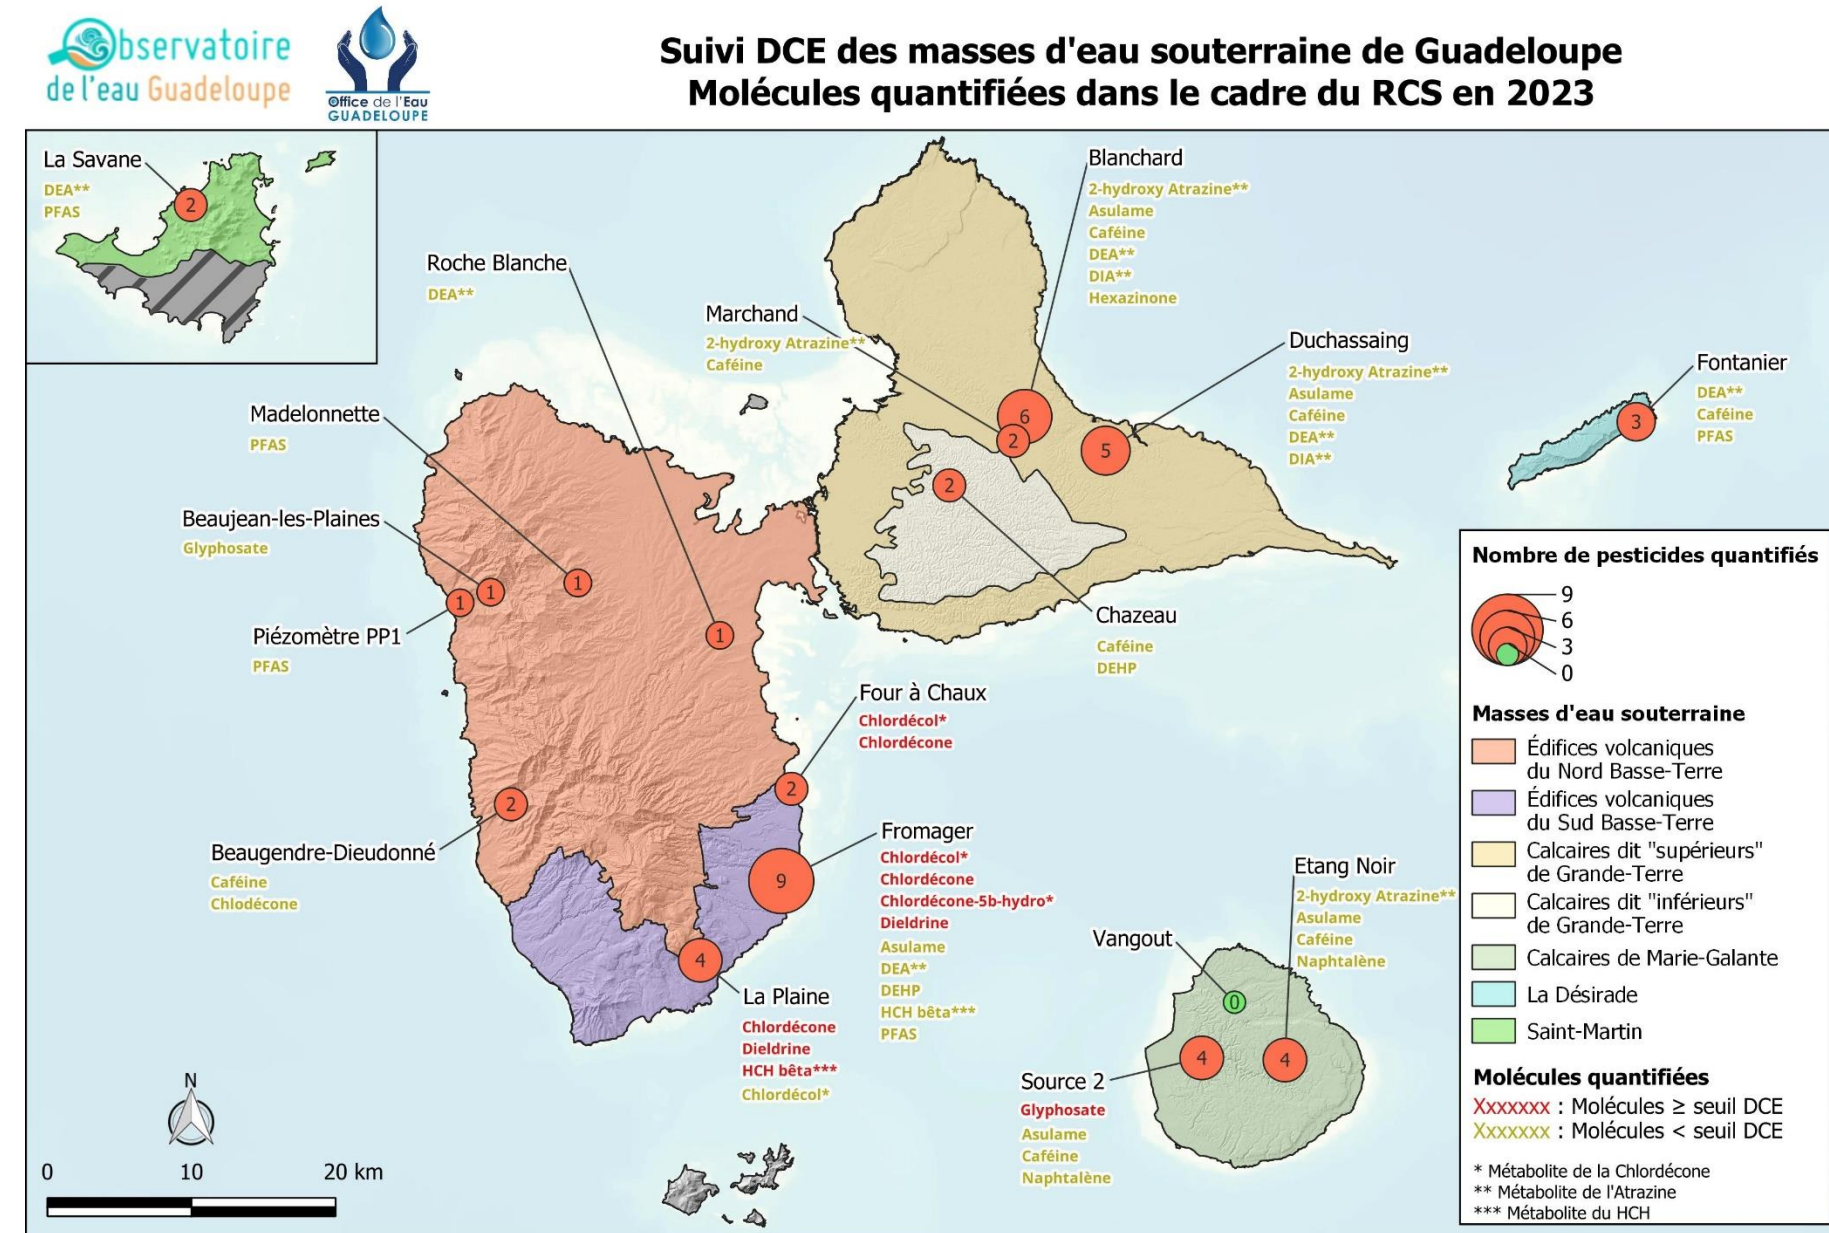 Observatoire
de l'eau Guadeloupe
Office de l'Eau
GUADELOUPE
Suivi DCE des masses d'eau souterraine de Guadeloupe
Molécules quantifiées dans le cadre du RCS en 2023
La Savane
DEA**
PFAS
2
Roche Blanche
DEA**
Marchand
2-hydroxy Atrazine**
Caféine
Blanchard
2-hydroxy Atrazine**
Asulame
Caféine
DEA**
DIA**
Hexazinone
Duchassaing
2-hydroxy Atrazine**
Asulame
Caféine
DEA**
DIA**
Fontanier
DEA**
Caféine
PFAS
3
6
2
5
2
Madelonnette
PFAS
Beaujean-les-Plaines
Glyphosate
1
1
1
Piézomètre PP1
PFAS
1
Chazeau
Caféine
DEHP
Four à Chaux
Chlordécol*
Chlordécone
2
2
Beaugendre-Dieudonné
Caféine
Chlodécone
Fromager
Chlordécol*
Chlordécone
Chlordécone-5b-hydro*
Dieldrine
Asulame
DEA**
DEHP
HCH bêta***
PFAS
9
4
La Plaine
Chlordécone
Dieldrine
HCH bêta***
Chlordécol*
Etang Noir
2-hydroxy Atrazine**
Asulame
Caféine
Naphtalène
Vangout
0
4
4
Source 2
Glyphosate
Asulame
Caféine
Naphtalène
N
0 10 20 km
Nombre de pesticides quantifiés
9
6
3
0
Masses d'eau souterraine
Édifices volcaniques
du Nord Basse-Terre
Édifices volcaniques
du Sud Basse-Terre
Calcaires dit "supérieurs"
de Grande-Terre
Calcaires dit "inférieurs"
de Grande-Terre
Calcaires de Marie-Galante
La Désirade
Saint-Martin
Molécules quantifiées
Xxxxxxx : Molécules ≥ seuil DCE
Xxxxxxx : Molécules < seuil DCE
* Métabolite de la Chlordécone
** Métabolite de l'Atrazine
*** Métabolite du HCH